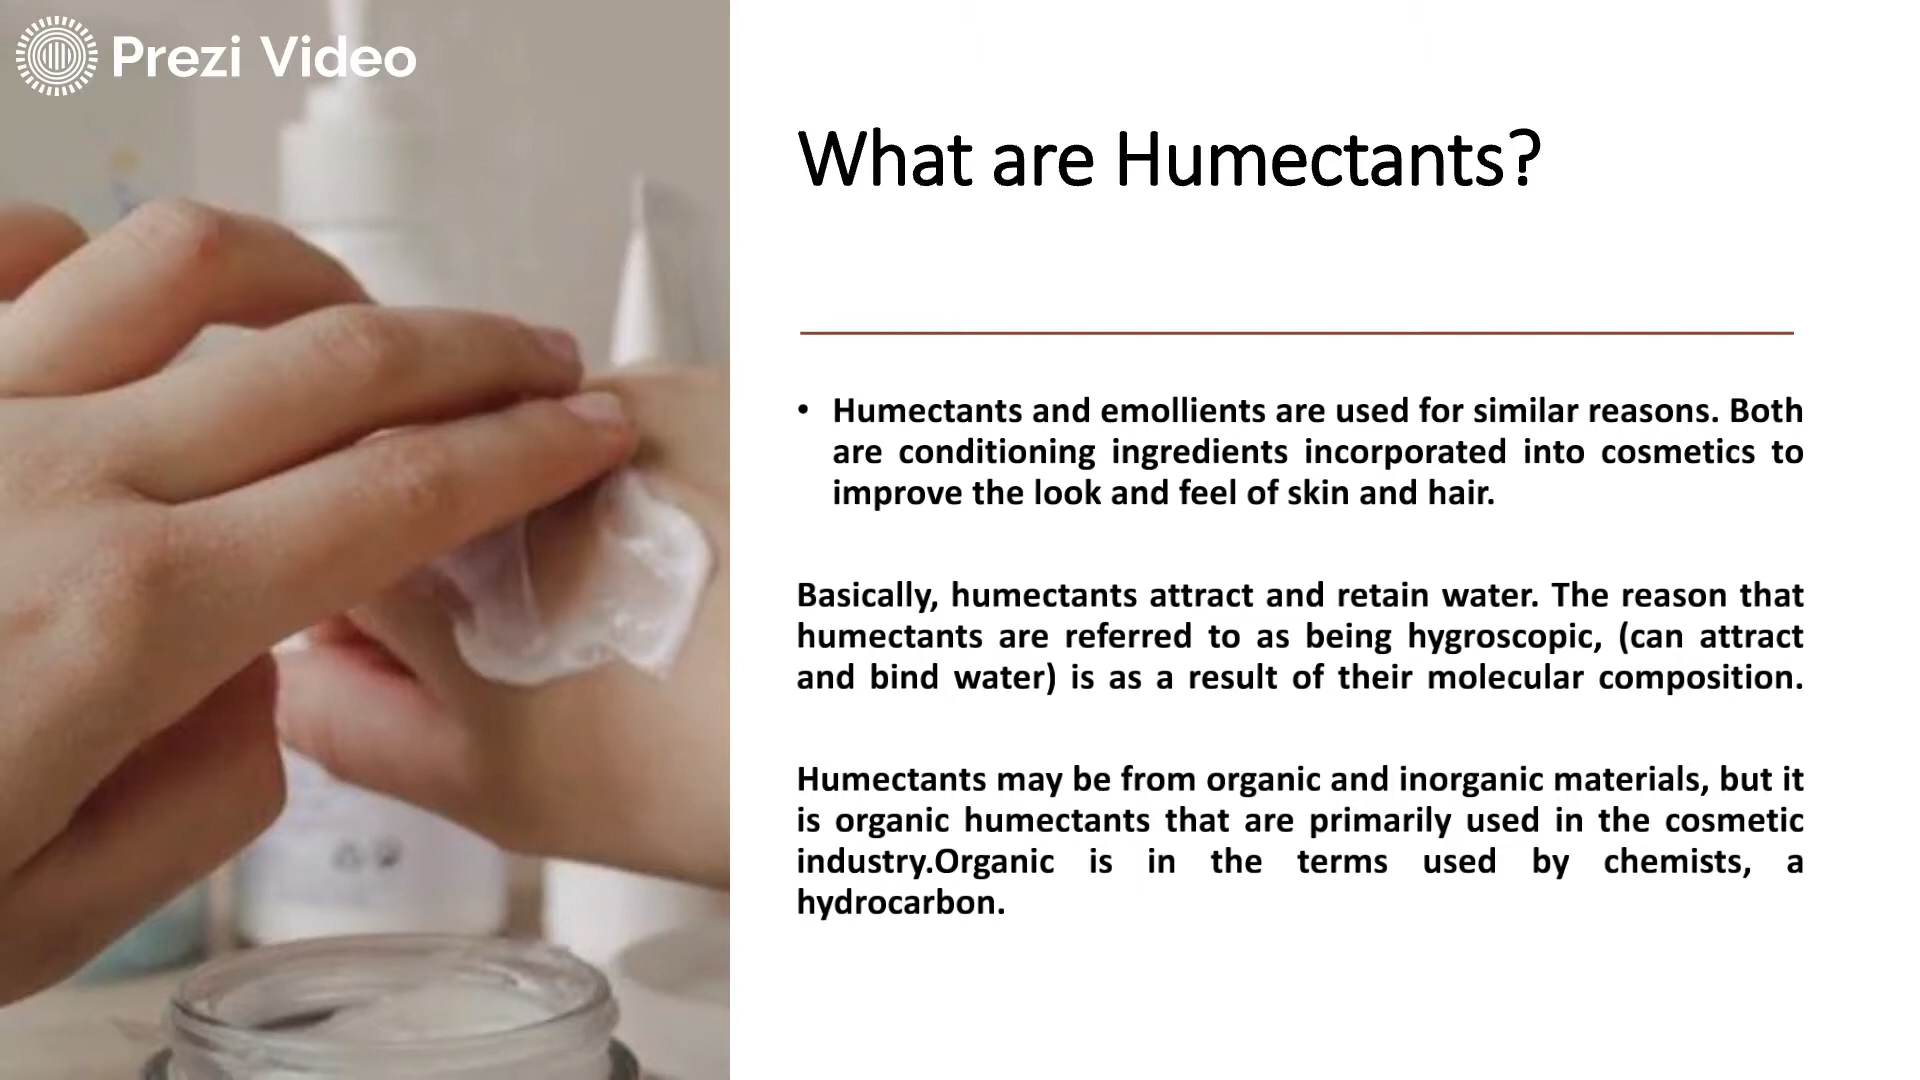 Prezi Video
What are Humectants?
• Humectants and emollients are used for similar reasons. Both
are conditioning ingredients incorporated into cosmetics to
improve the look and feel of skin and hair.
Basically, humectants attract and retain water. The reason that
humectants are referred to as being hygroscopic, (can attract
and bind water) is as a result of their molecular composition.
Humectants may be from organic and inorganic materials, but it
is organic humectants that are primarily used in the cosmetic
industry.Organic is in the terms used by chemists, a
hydrocarbon.